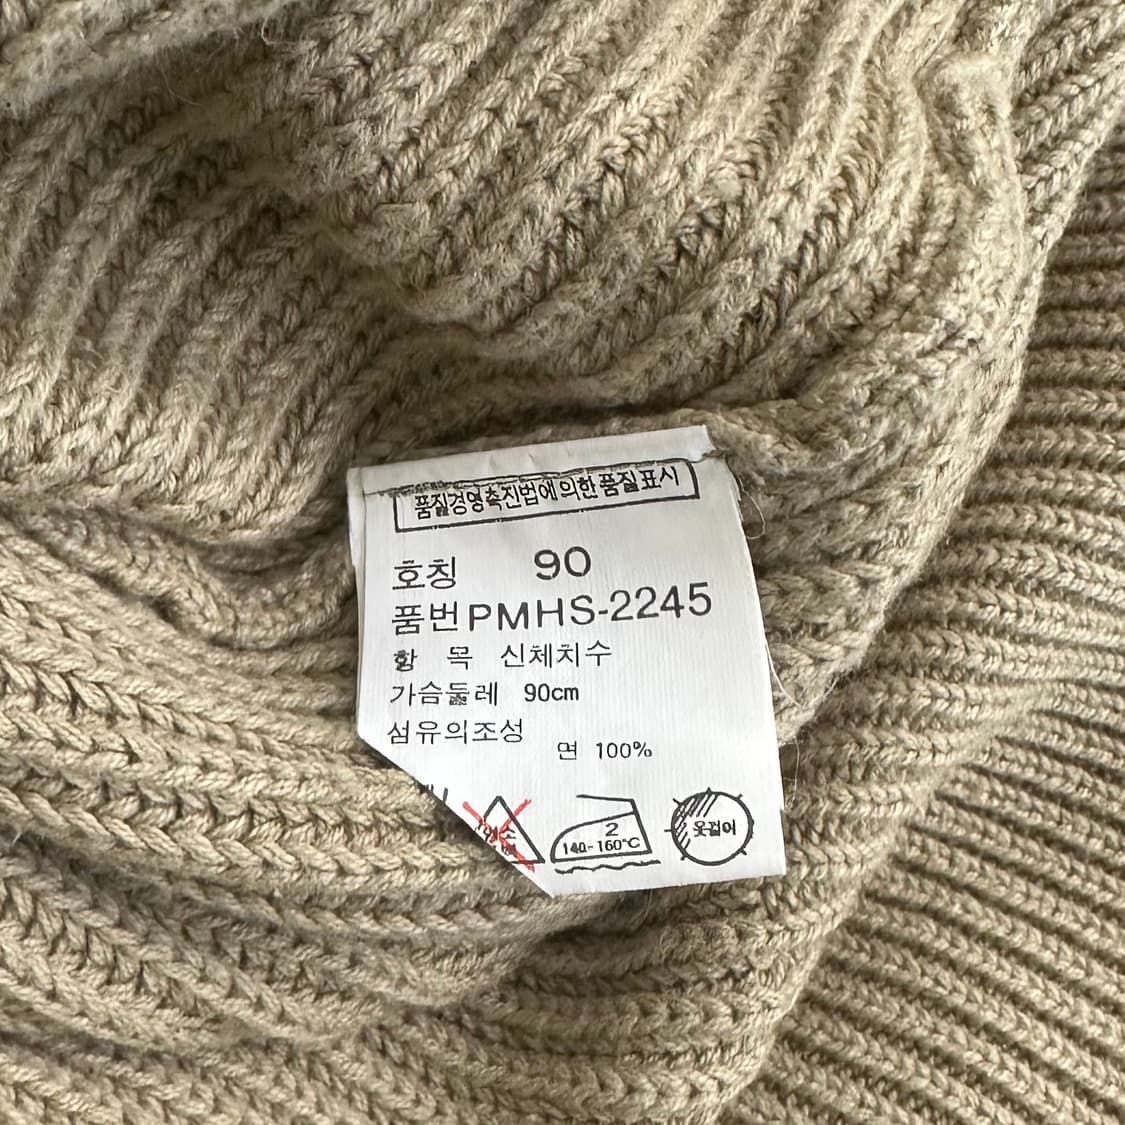 품질경영촉진법에의한품질표시
호칭 90
품번PMHS-2245
항 목 신체치수
가슴둘레 90cm
섬유의조성
면 100%
2
140-160℃
옷걸이